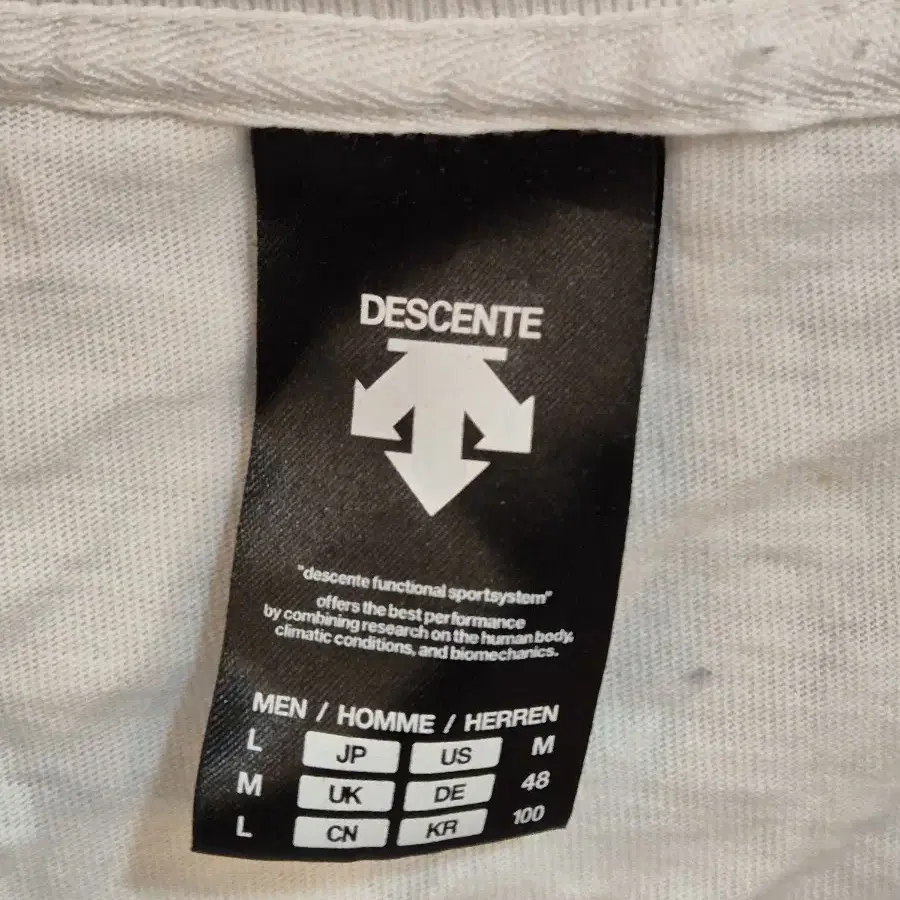 DESCENTE
"descente functional sportsystem"
offers the best performance
by combining research on the human body,
climatic conditions, and biomechanics.
MEN / HOMME / HERREN
L JP US M
M UK DE 48
L CN KR 100